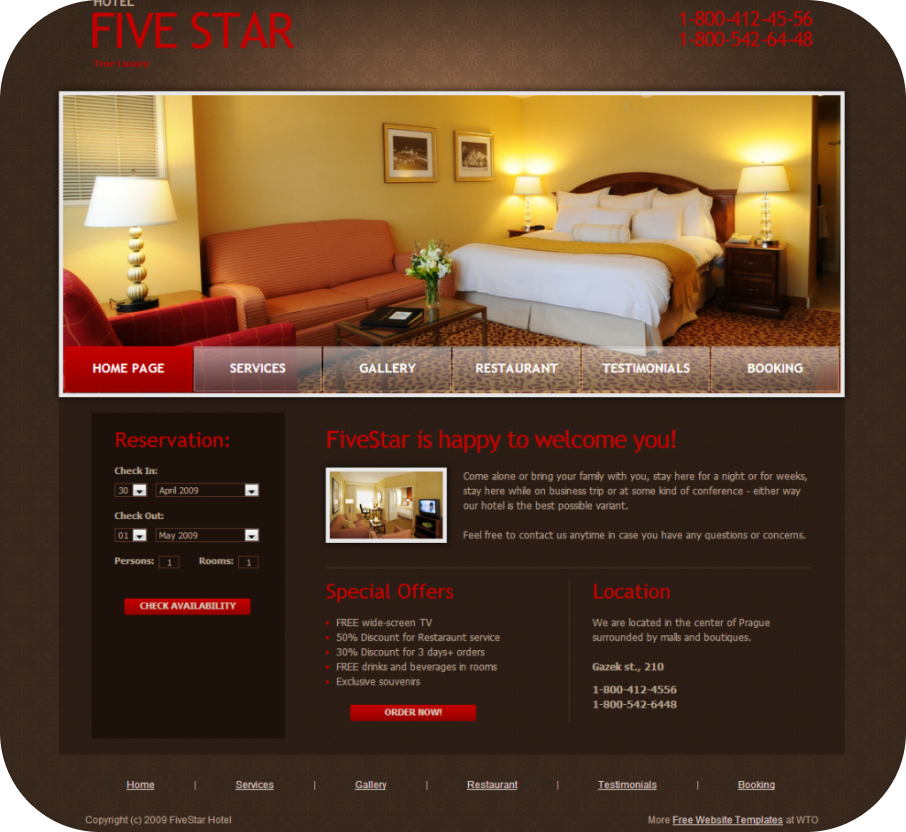 HOTEL
FIVE STAR
True Luxury
1-800-412-45-56
1-800-542-64-48
HOME PAGE
SERVICES
GALLERY
RESTAURANT
TESTIMONIALS
BOOKING
Reservation:
Check In:
30 April 2009
Check Out:
01 May 2009
Persons: 1 Rooms: 1
CHECK AVAILABILITY
FiveStar is happy to welcome you!
Come alone or bring your family with you, stay here for a night or for weeks,
stay here while on business trip or at some kind of conference - either way
our hotel is the best possible variant.
Feel free to contact us anytime in case you have any questions or concerns.
Special Offers
FREE wide-screen TV
50% Discount for Restaraunt service
30% Discount for 3 days+ orders
FREE drinks and beverages in rooms
Exclusive souvenirs
ORDER NOW!
Location
We are located in the center of Prague
surrounded by malls and boutiques.
Gazek st., 210
1-800-412-4556
1-800-542-6448
Home | Services | Gallery | Restaurant | Testimonials | Booking
Copyright (c) 2009 FiveStar Hotel
More Free Website Templates at WTO